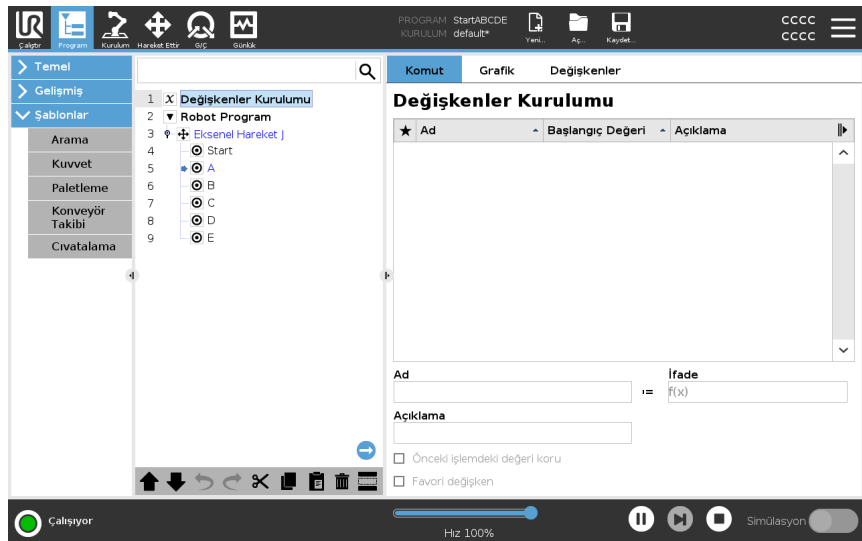 UR
PROGRAM StartABCDE
KURULUM default*
cccc
cccc
Çalıştır Program Kurulum Hareket Ettir G/Ç Günlük Yeni... Aç... Kaydet...
Temel
Gelişmiş
Şablonlar
Arama
Kuvvet
Paletleme
Konveyör
Takibi
Cıvatalama
1 X Değişkenler Kurulumu
2 Robot Program
3 Eksenel Hareket J
4 Start
5 A
6 B
7 C
8 D
9 E
Komut Grafik Değişkenler
Değişkenler Kurulumu
Ad Başlangıç Değeri Açıklama
Ad İfade
:= f(x)
Açıklama
Önceki işlemdeki değeri koru
Favori değişken
Çalışıyor
Hız 100%
Simülasyon